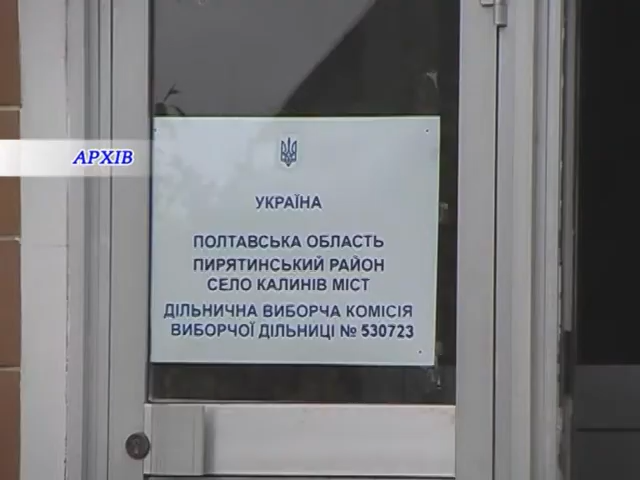 АРХІВ
УКРАЇНА
ПОЛТАВСЬКА ОБЛАСТЬ
ПИРЯТИНСЬКИЙ РАЙОН
СЕЛО КАЛИНІВ МІСТ
ДІЛЬНИЧНА ВИБОРЧА КОМІСІЯ
ВИБОРЧОЇ ДІЛЬНИЦІ № 530723